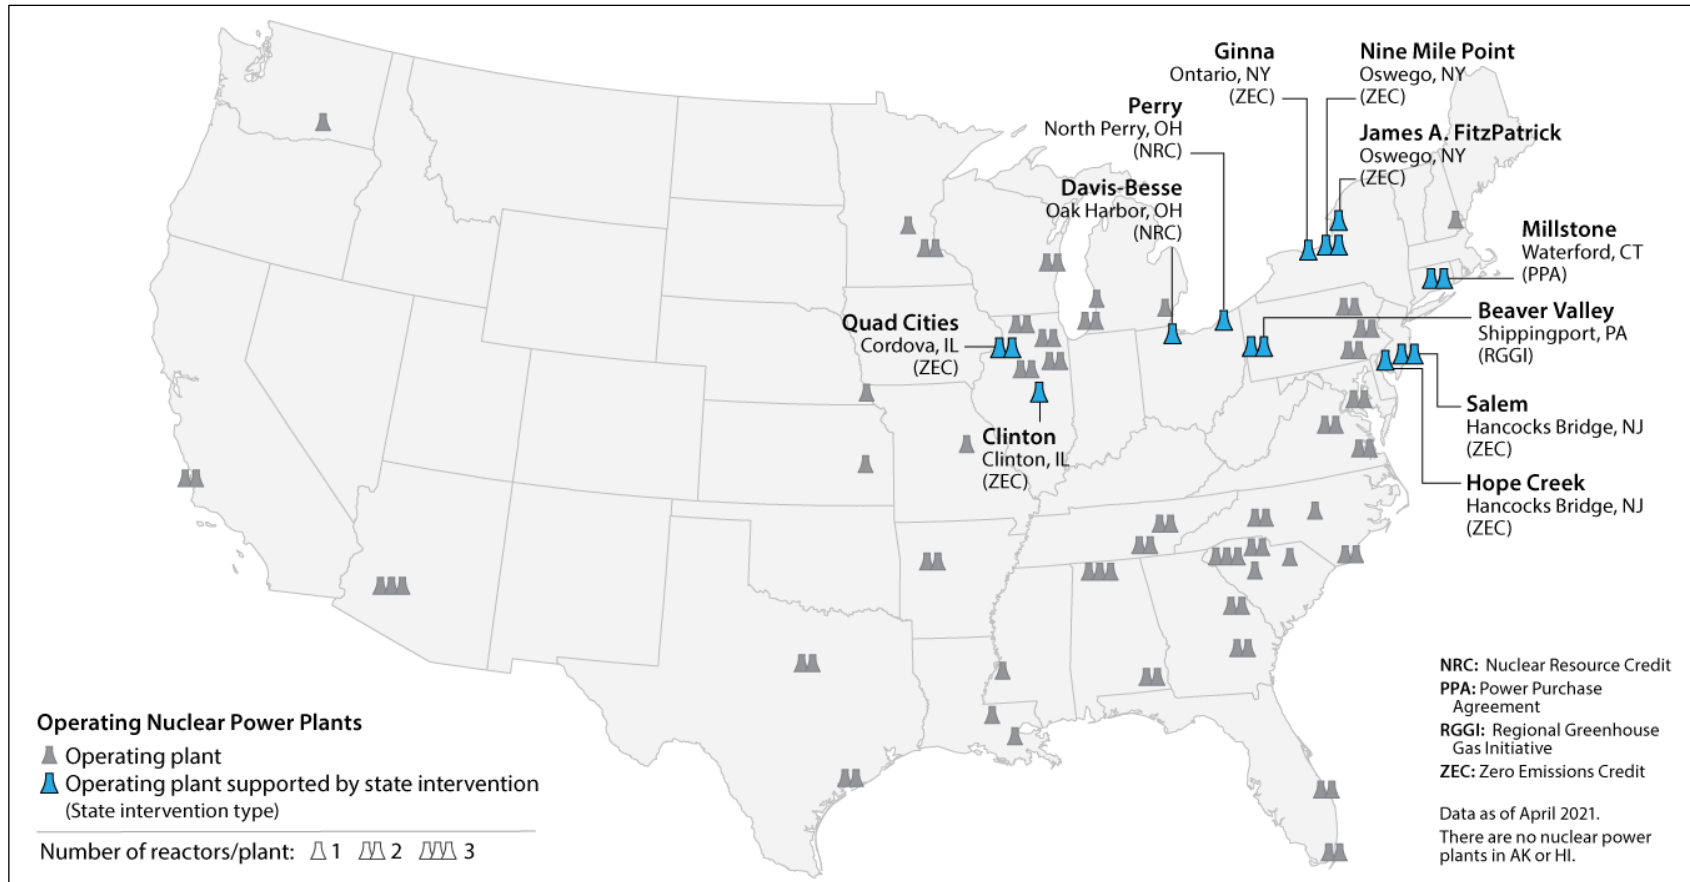 Ginna
Ontario, NY
(ZEC)
Nine Mile Point
Oswego, NY
(ZEC)
Perry
North Perry, OH
(NRC)
James A. FitzPatrick
Oswego, NY
(ZEC)
Davis-Besse
Oak Harbor, OH
(NRC)
Millstone
Waterford, CT
(PPA)
Beaver Valley
Shippingport, PA
(RGGI)
Quad Cities
Cordova, IL
(ZEC)
Salem
Hancocks Bridge, NJ
(ZEC)
Clinton
Clinton, IL
(ZEC)
Hope Creek
Hancocks Bridge, NJ
(ZEC)
Operating Nuclear Power Plants
Operating plant
Operating plant supported by state intervention
(State intervention type)
Number of reactors/plant: 1 2 3
NRC: Nuclear Resource Credit
PPA: Power Purchase
Agreement
RGGI: Regional Greenhouse
Gas Initiative
ZEC: Zero Emissions Credit
Data as of April 2021.
There are no nuclear power
plants in AK or HI.